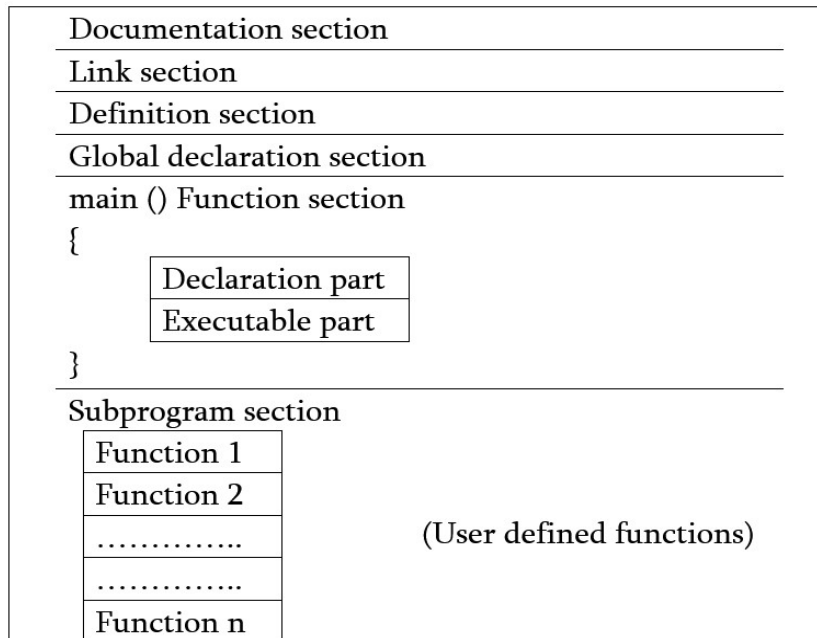 Documentation section
Link section
Definition section
Global declaration section
main () Function section
{
Declaration part
Executable part
}
Subprogram section
Function 1
Function 2
…………..
(User defined functions)
…………..
Function n